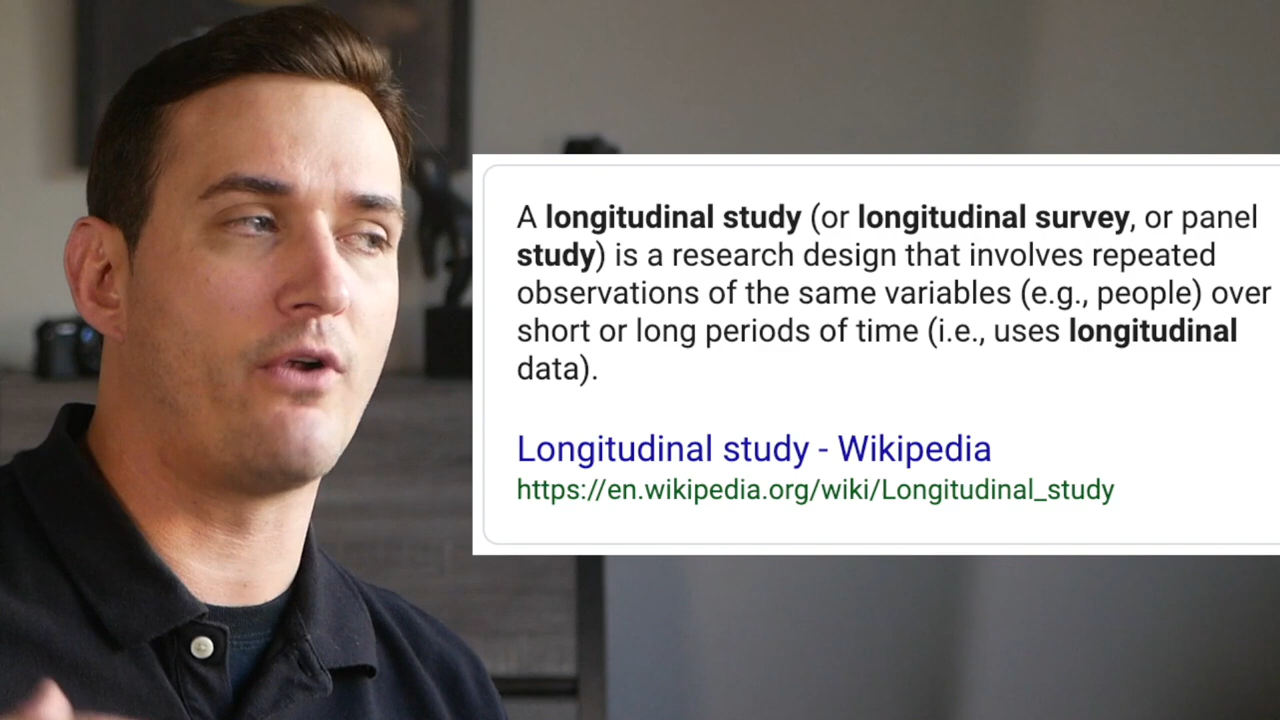 A longitudinal study (or longitudinal survey, or panel
study) is a research design that involves repeated
observations of the same variables (e.g., people) over
short or long periods of time (i.e., uses longitudinal
data).
Longitudinal study - Wikipedia
https://en.wikipedia.org/wiki/Longitudinal_study